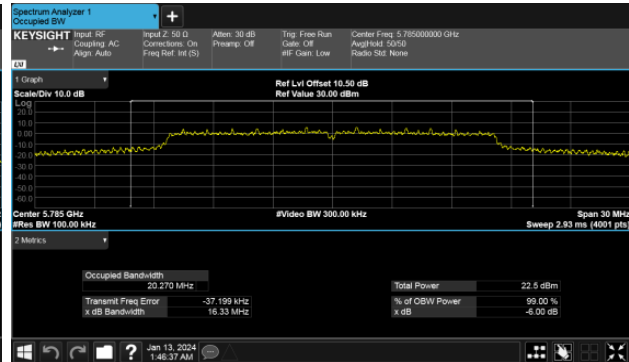 Spectrum Analyzer 1
Occupied BW
+
KEYSIGHT Input: RF Input Z: 50 Ω Atten: 30 dB Trig: Free Run Center Freq: 5.785000000 GHz
Coupling: AC Corrections: On Preamp: Off Gate: Off Avg|Hold: 50/50
Align: Auto Freq Ref: Int (S) #IF Gain: Low Radio Std: None
LXI
1 Graph
Ref Lvl Offset 10.50 dB
Scale/Div 10.0 dB Ref Value 30.00 dBm
Log
20.0
10.0
0.00
-10.0
-20.0
-30.0
-40.0
-50.0
-60.0
Center 5.785 GHz #Video BW 300.00 kHz Span 30 MHz
#Res BW 100.00 kHz Sweep 2.93 ms (4001 pts)
2 Metrics
Occupied Bandwidth
20.270 MHz Total Power 22.5 dBm
Transmit Freq Error -37.199 kHz % of OBW Power 99.00 %
x dB Bandwidth 16.33 MHz x dB -6.00 dB
?
Jan 13, 2024
1:46:37 AM